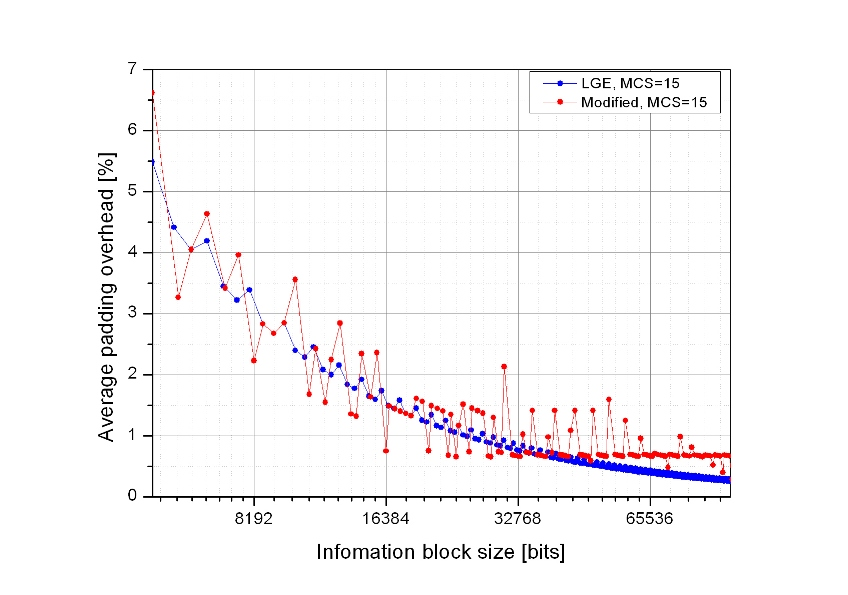 7
6
5
4
3
2
1
0
Average padding overhead [%]
LGE, MCS=15
Modified, MCS=15
8192 16384 32768 65536
Infomation block size [bits]